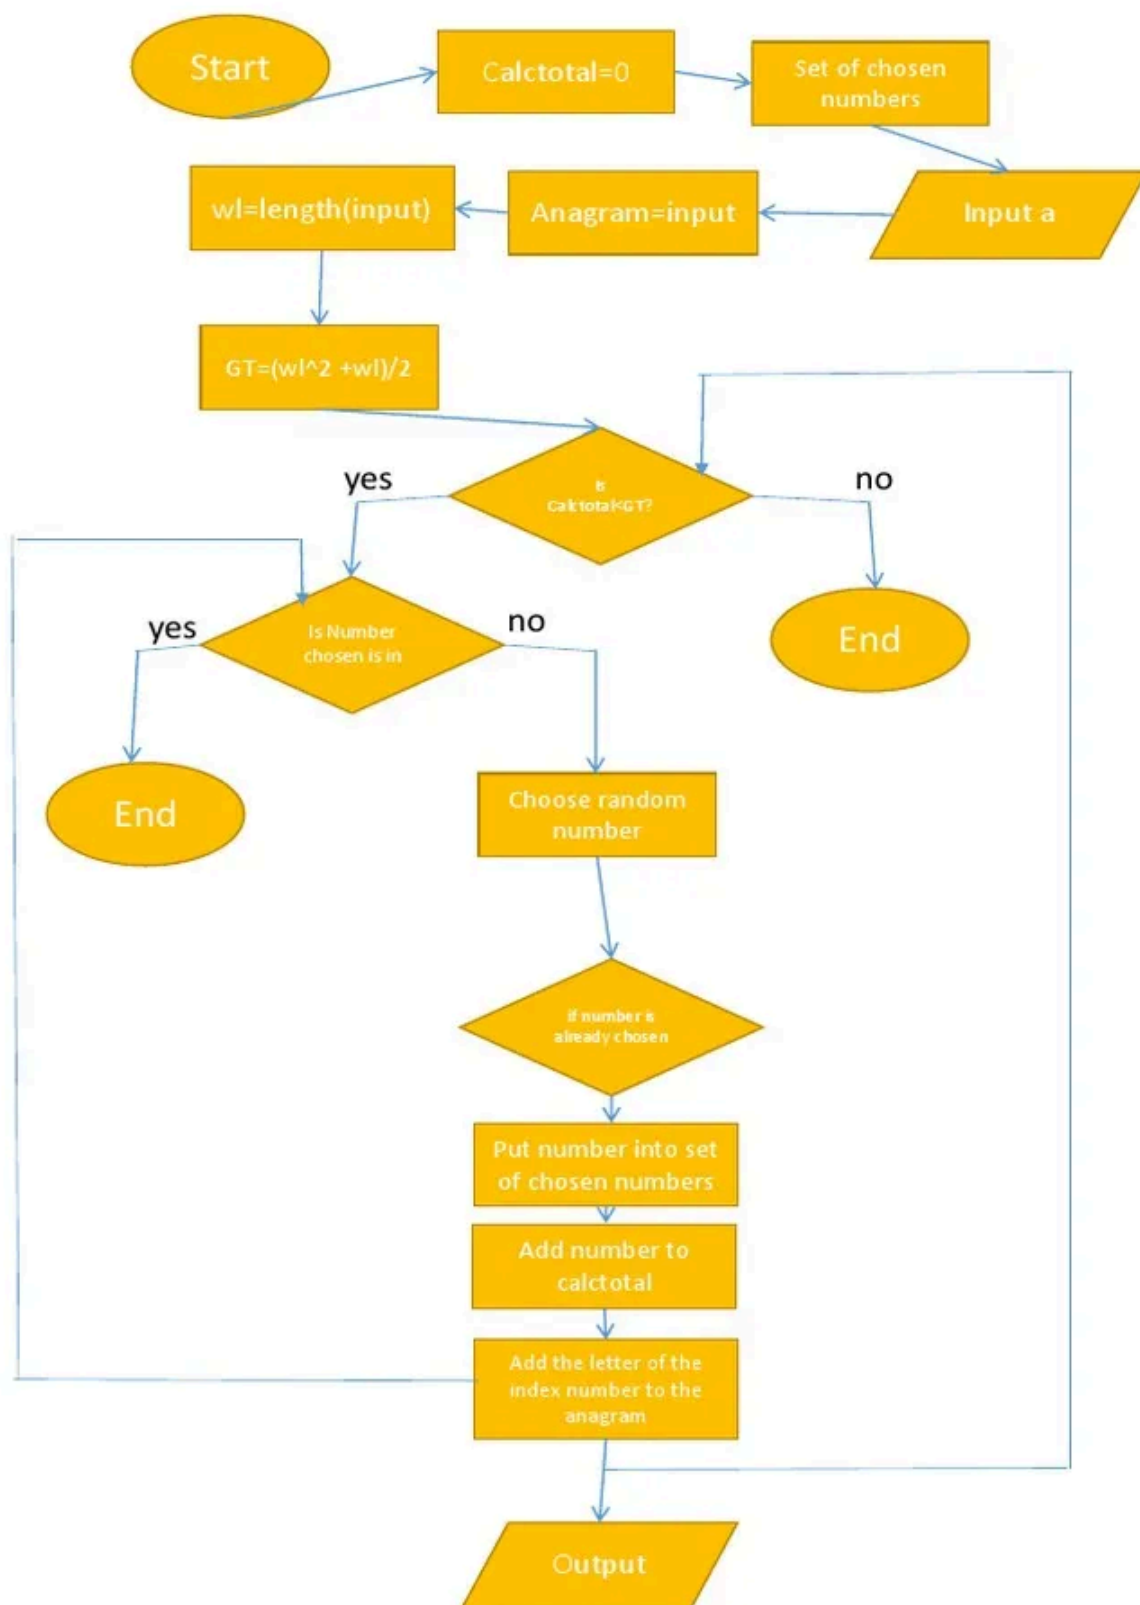 Start
Calctotal=0
Set of chosen
numbers
wl=length(input)
Anagram=input
Input a
GT=(wl^2 +wl)/2
yes
is
Calctotal<GT?
no
yes
Is Number
chosen is in
no
End
End
Choose random
number
if number is
already chosen
Put number into set
of chosen numbers
Add number to
calctotal
Add the letter of the
index number to the
anagram
Output